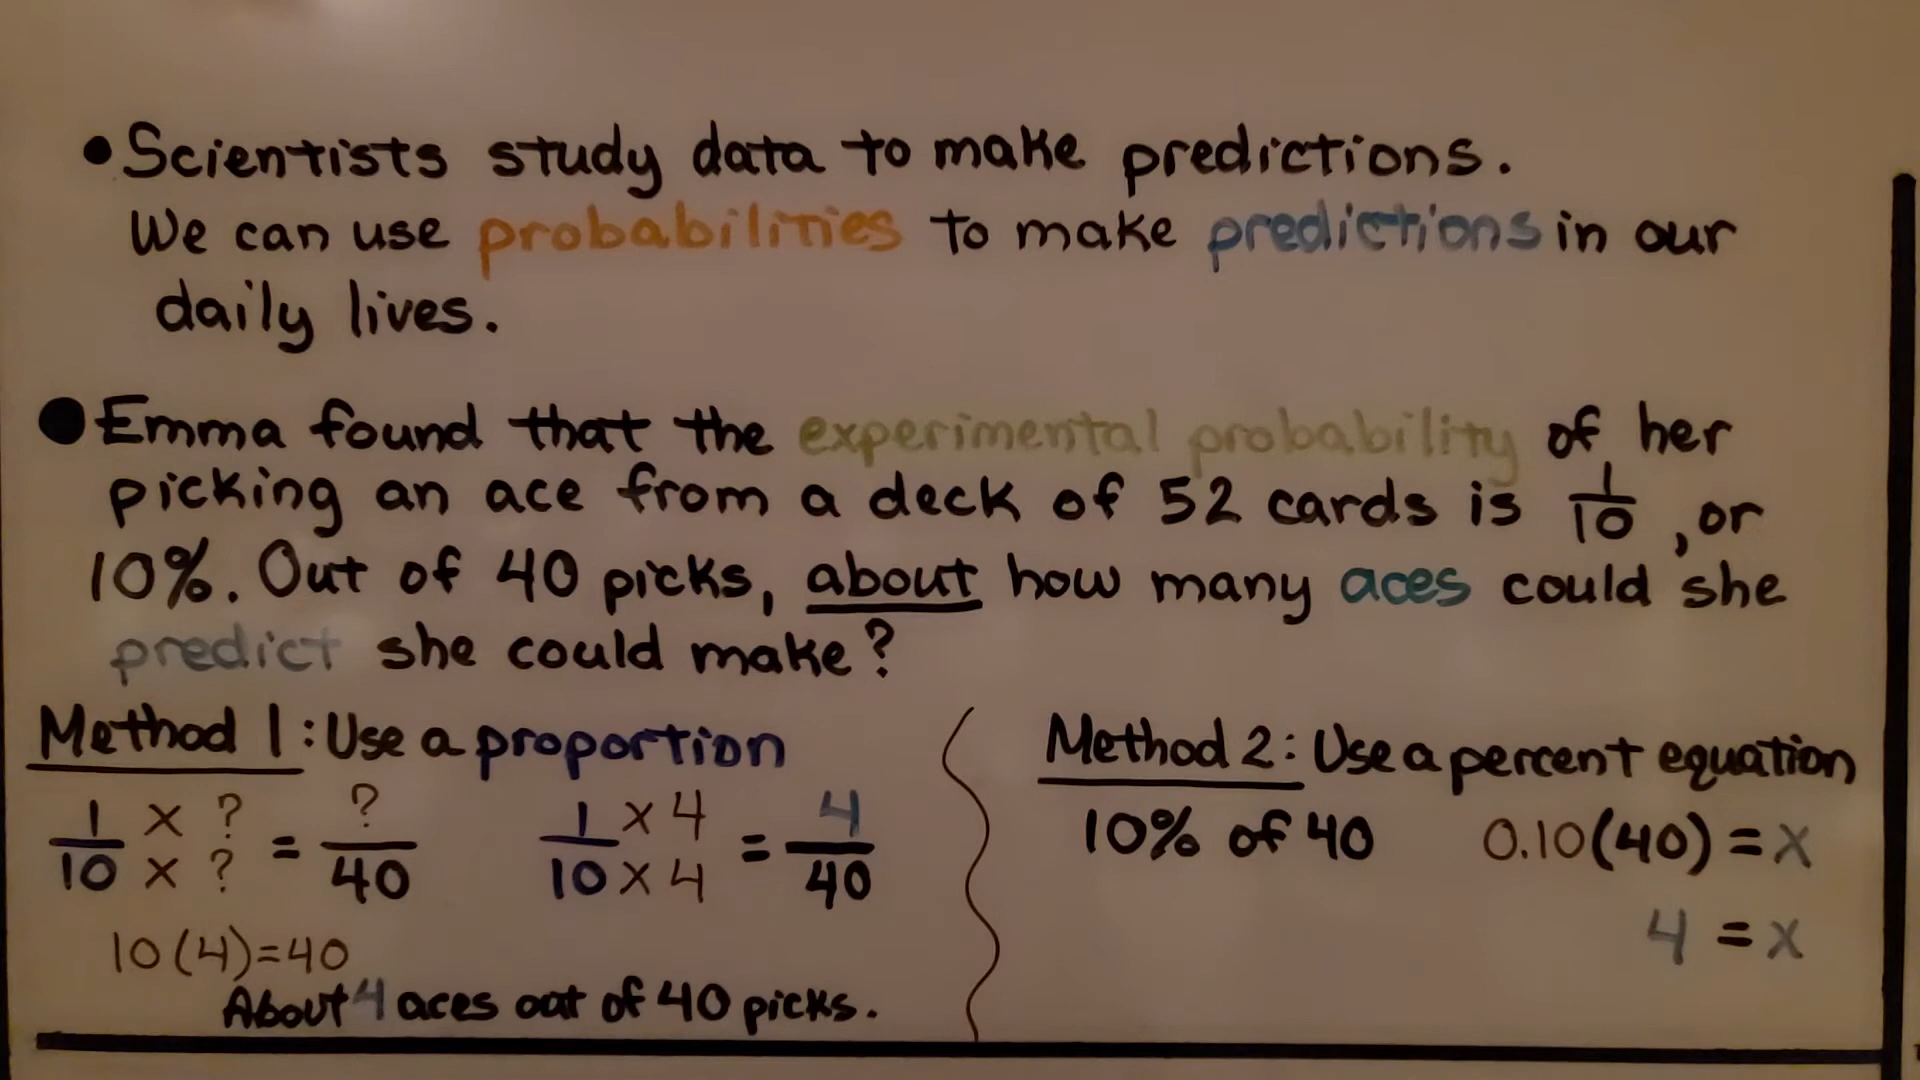 • Scientists study data to make predictions.
We can use probabilities to make predictions in our
daily lives.
• Emma found that the experimental probability of her
picking an ace from a deck of 52 cards is 1/10, or
10%. Out of 40 picks, about how many aces could she
predict she could make?
Method 1: Use a proportion
1/10 × ?/× ? = ?/40    1/10 × 4/× 4 = 4/40
10(4)=40
About 4 aces out of 40 picks.
Method 2: Use a percent equation
10% of 40    0.10(40) = x
4 = x